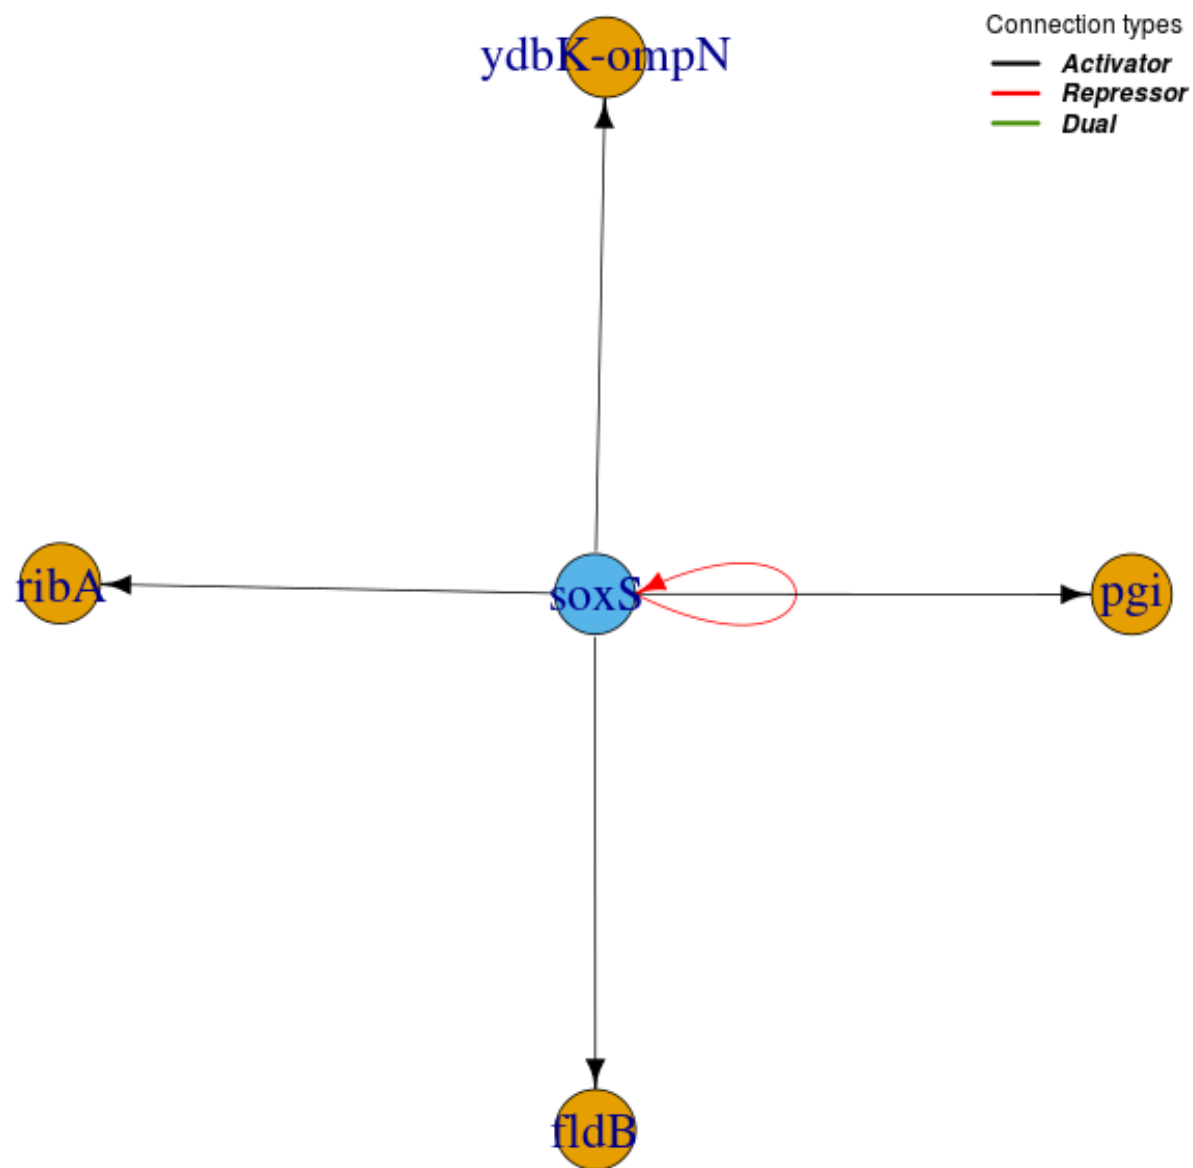 Connection types
Activator
Repressor
Dual
ydbK-ompN
ribA
soxS
pgi
fldB